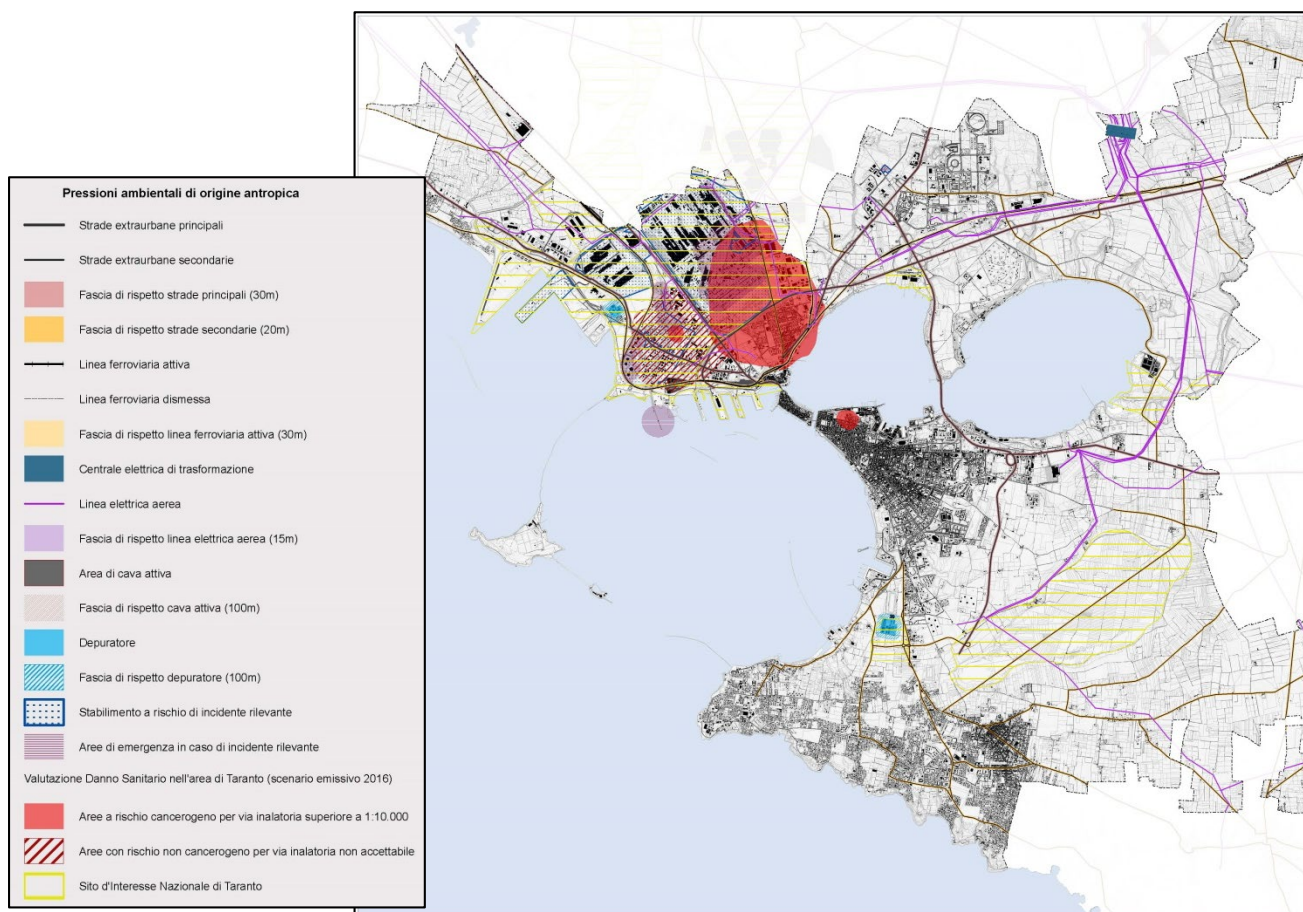 Pressioni ambientali di origine antropica
Strade extraurbane principali
Strade extraurbane secondarie
Fascia di rispetto strade principali (30m)
Fascia di rispetto strade secondarie (20m)
Linea ferroviaria attiva
Linea ferroviaria dismessa
Fascia di rispetto linea ferroviaria attiva (30m)
Centrale elettrica di trasformazione
Linea elettrica aerea
Fascia di rispetto linea elettrica aerea (15m)
Area di cava attiva
Fascia di rispetto cava attiva (100m)
Depuratore
Fascia di rispetto depuratore (100m)
Stabilimento a rischio di incidente rilevante
Aree di emergenza in caso di incidente rilevante
Valutazione Danno Sanitario nell'area di Taranto (scenario emissivo 2016)
Aree a rischio cancerogeno per via inalatoria superiore a 1:10.000
Aree con rischio non cancerogeno per via inalatoria non accettabile
Sito d'Interesse Nazionale di Taranto